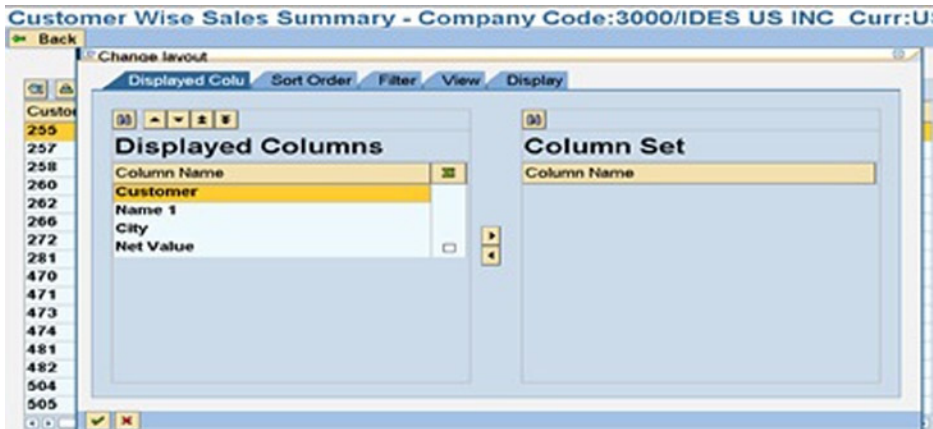 Customer Wise Sales Summary - Company Code:3000/IDES US INC Curr:U
Back
Change layout
Displayed Colu Sort Order Filter View Display
Custo
255
257
258
260
262
266
272
281
470
471
473
474
481
482
504
505
Displayed Columns
Column Name
Customer
Name 1
City
Net Value
Column Set
Column Name